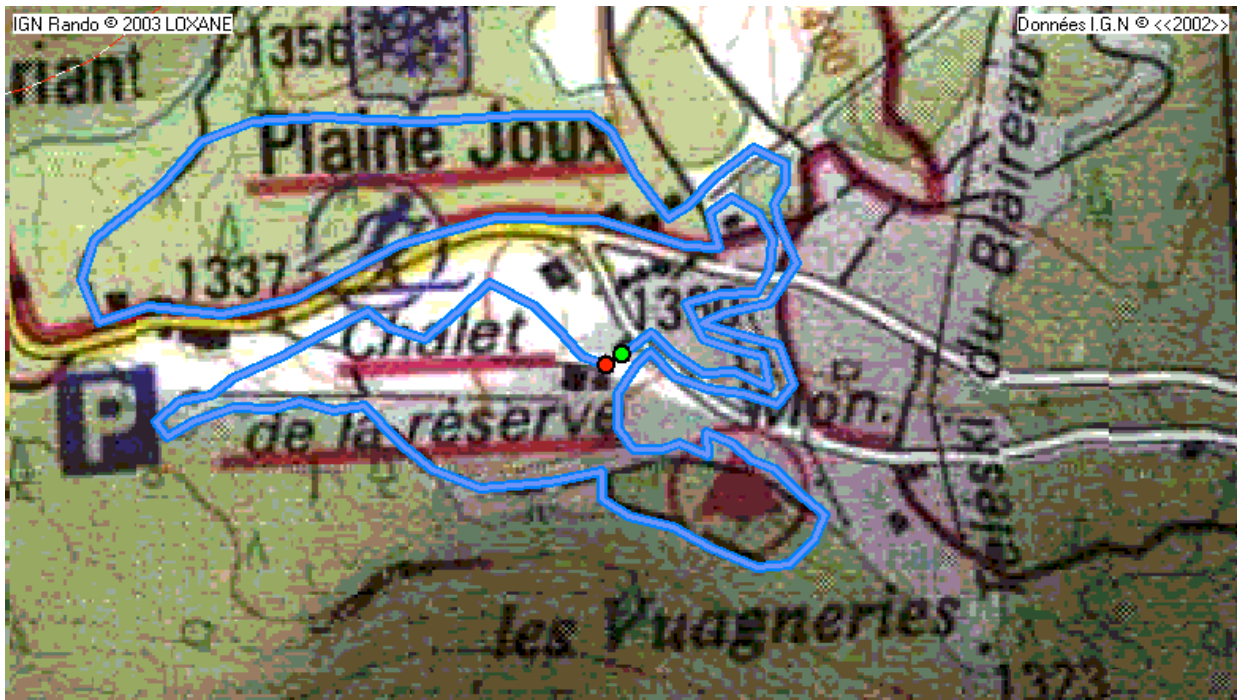 IGN Rando © 2003 LOXANE
Données I.G.N © <<2002>>
1356
riant
Plaine Joux
1337
Chalet
de la réserve
P
Mon.
du Blaireau
les Vuagneries
1323